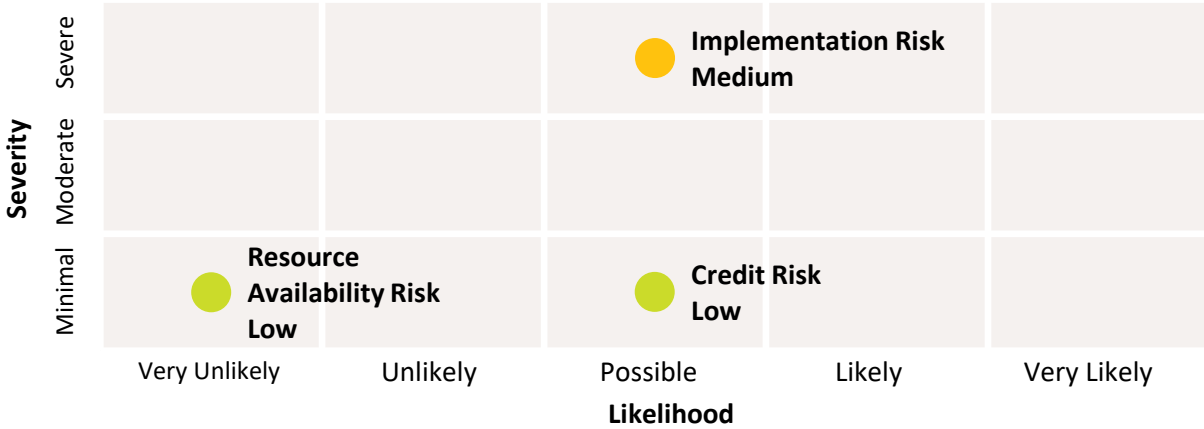 Severity
Severe
Moderate
Minimal
Implementation Risk
Medium
Resource
Availability Risk
Low
Credit Risk
Low
Very Unlikely
Unlikely
Possible
Likely
Very Likely
Likelihood